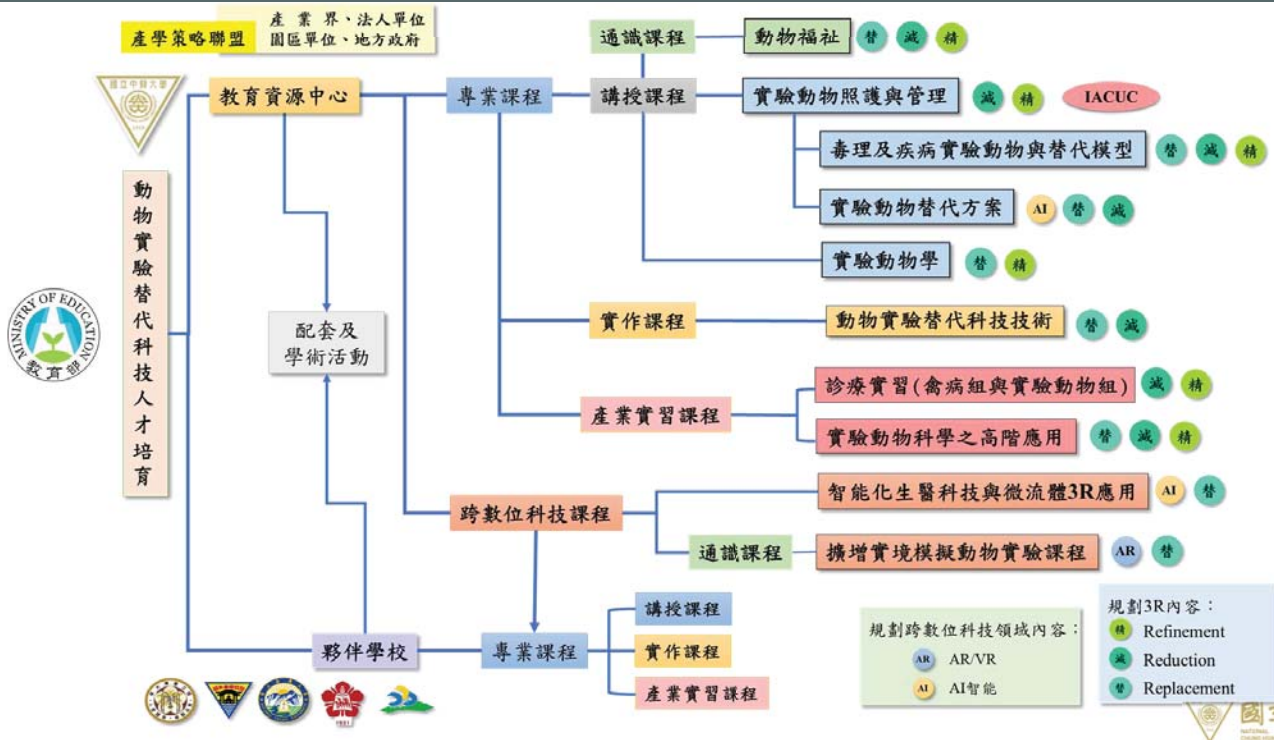 產學策略聯盟
產業界、法人單位
園區單位、地方政府
通識課程
動物福祉
替 減 精
國立中興大學
教育資源中心
專業課程
講授課程
實驗動物照護與管理
減 精
IACUC
毒理及疾病實驗動物與替代模型
替 減 精
實驗動物替代方案
AI 替 減
實驗動物學
替 精
動物實驗替代科技人才培育
MINISTRY OF EDUCATION
教育部
配套及
學術活動
實作課程
動物實驗替代科技技術
替 減
產業實習課程
診療實習(禽病組與實驗動物組)
減 精
實驗動物科學之高階應用
替 減 精
跨數位科技課程
智能化生醫科技與微流體3R應用
AI 替
通識課程
擴增實境模擬動物實驗課程
AR 替
夥伴學校
專業課程
講授課程
實作課程
產業實習課程
規劃跨數位科技領域內容：
AR AR/VR
AI AI智能
規劃3R內容：
精 Refinement
減 Reduction
替 Replacement